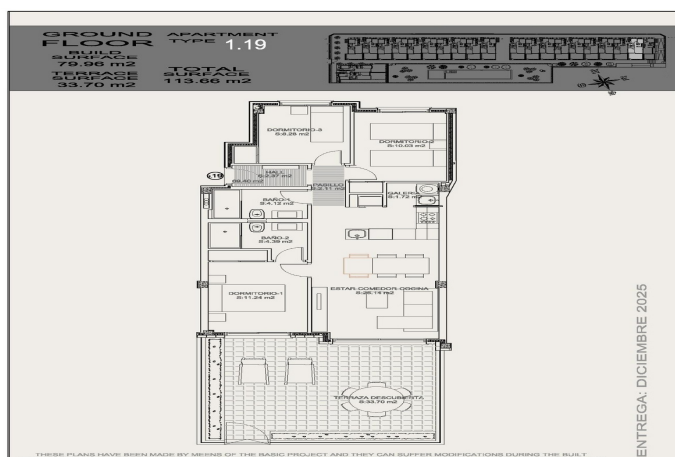 GROUND
FLOOR
BUILD
SURFACE
79.96 m2
TERRACE
SURFACE
33.70 m2
APARTMENT
TYPE 1.19
TOTAL
SURFACE
113.66 m2
DORMITORIO-3
S:8.28 m2
DORMITORIO-2
S:10.03 m2
HALL
S:2.47 m2
1.19
PASILLO
S:2.11 m2
GALERIA
S:1.72 m2
BAÑO-1
S:4.12 m2
BAÑO-2
S:4.39 m2
DORMITORIO-1
S:11.24 m2
ESTAR-COMEDOR-COCINA
S:26.14 m2
TERRAZA DESCUBIERTA
S:33.70 m2
ENTREGA: DICIEMBRE 2025
THESE PLANS HAVE BEEN MADE BY MEENS OF THE BASIC PROJECT AND THEY CAN SUFFER MODIFICATIONS DURING THE BUILT